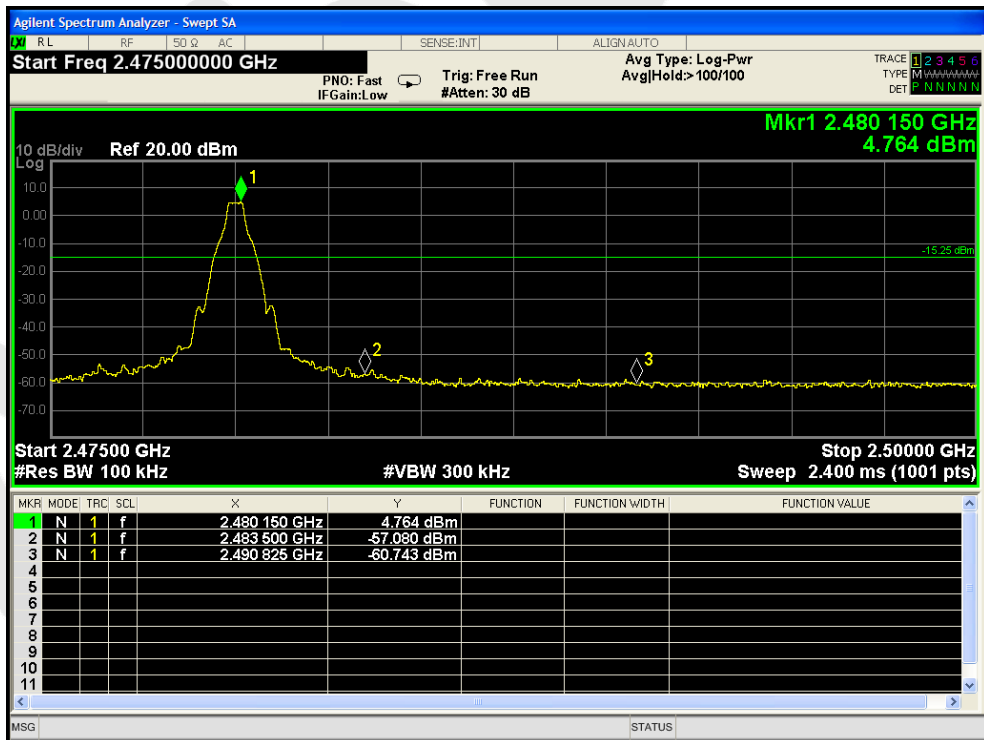 Agilent Spectrum Analyzer - Swept SA
LXI RL RF 50 Ω AC SENSE:INT ALIGNAUTO
Start Freq 2.475000000 GHz
PNO: Fast
IFGain:Low
Trig: Free Run
#Atten: 30 dB
Avg Type: Log-Pwr
Avg|Hold:>100/100
TRACE 1 2 3 4 5 6
TYPE M WWWWW
DET P N N N N N
Mkr1 2.480 150 GHz
4.764 dBm
10 dB/div Ref 20.00 dBm
Log
10.0
0.00
-10.0
-20.0
-30.0
-40.0
-50.0
-60.0
-70.0
1
-15.25 dBm
2
3
Start 2.47500 GHz Stop 2.50000 GHz
#Res BW 100 kHz #VBW 300 kHz Sweep 2.400 ms (1001 pts)
MKR MODE TRC SCL X Y FUNCTION FUNCTION WIDTH FUNCTION VALUE
1 N 1 f 2.480 150 GHz 4.764 dBm
2 N 1 f 2.483 500 GHz -57.080 dBm
3 N 1 f 2.490 825 GHz -60.743 dBm
4
5
6
7
8
9
10
11
MSG STATUS